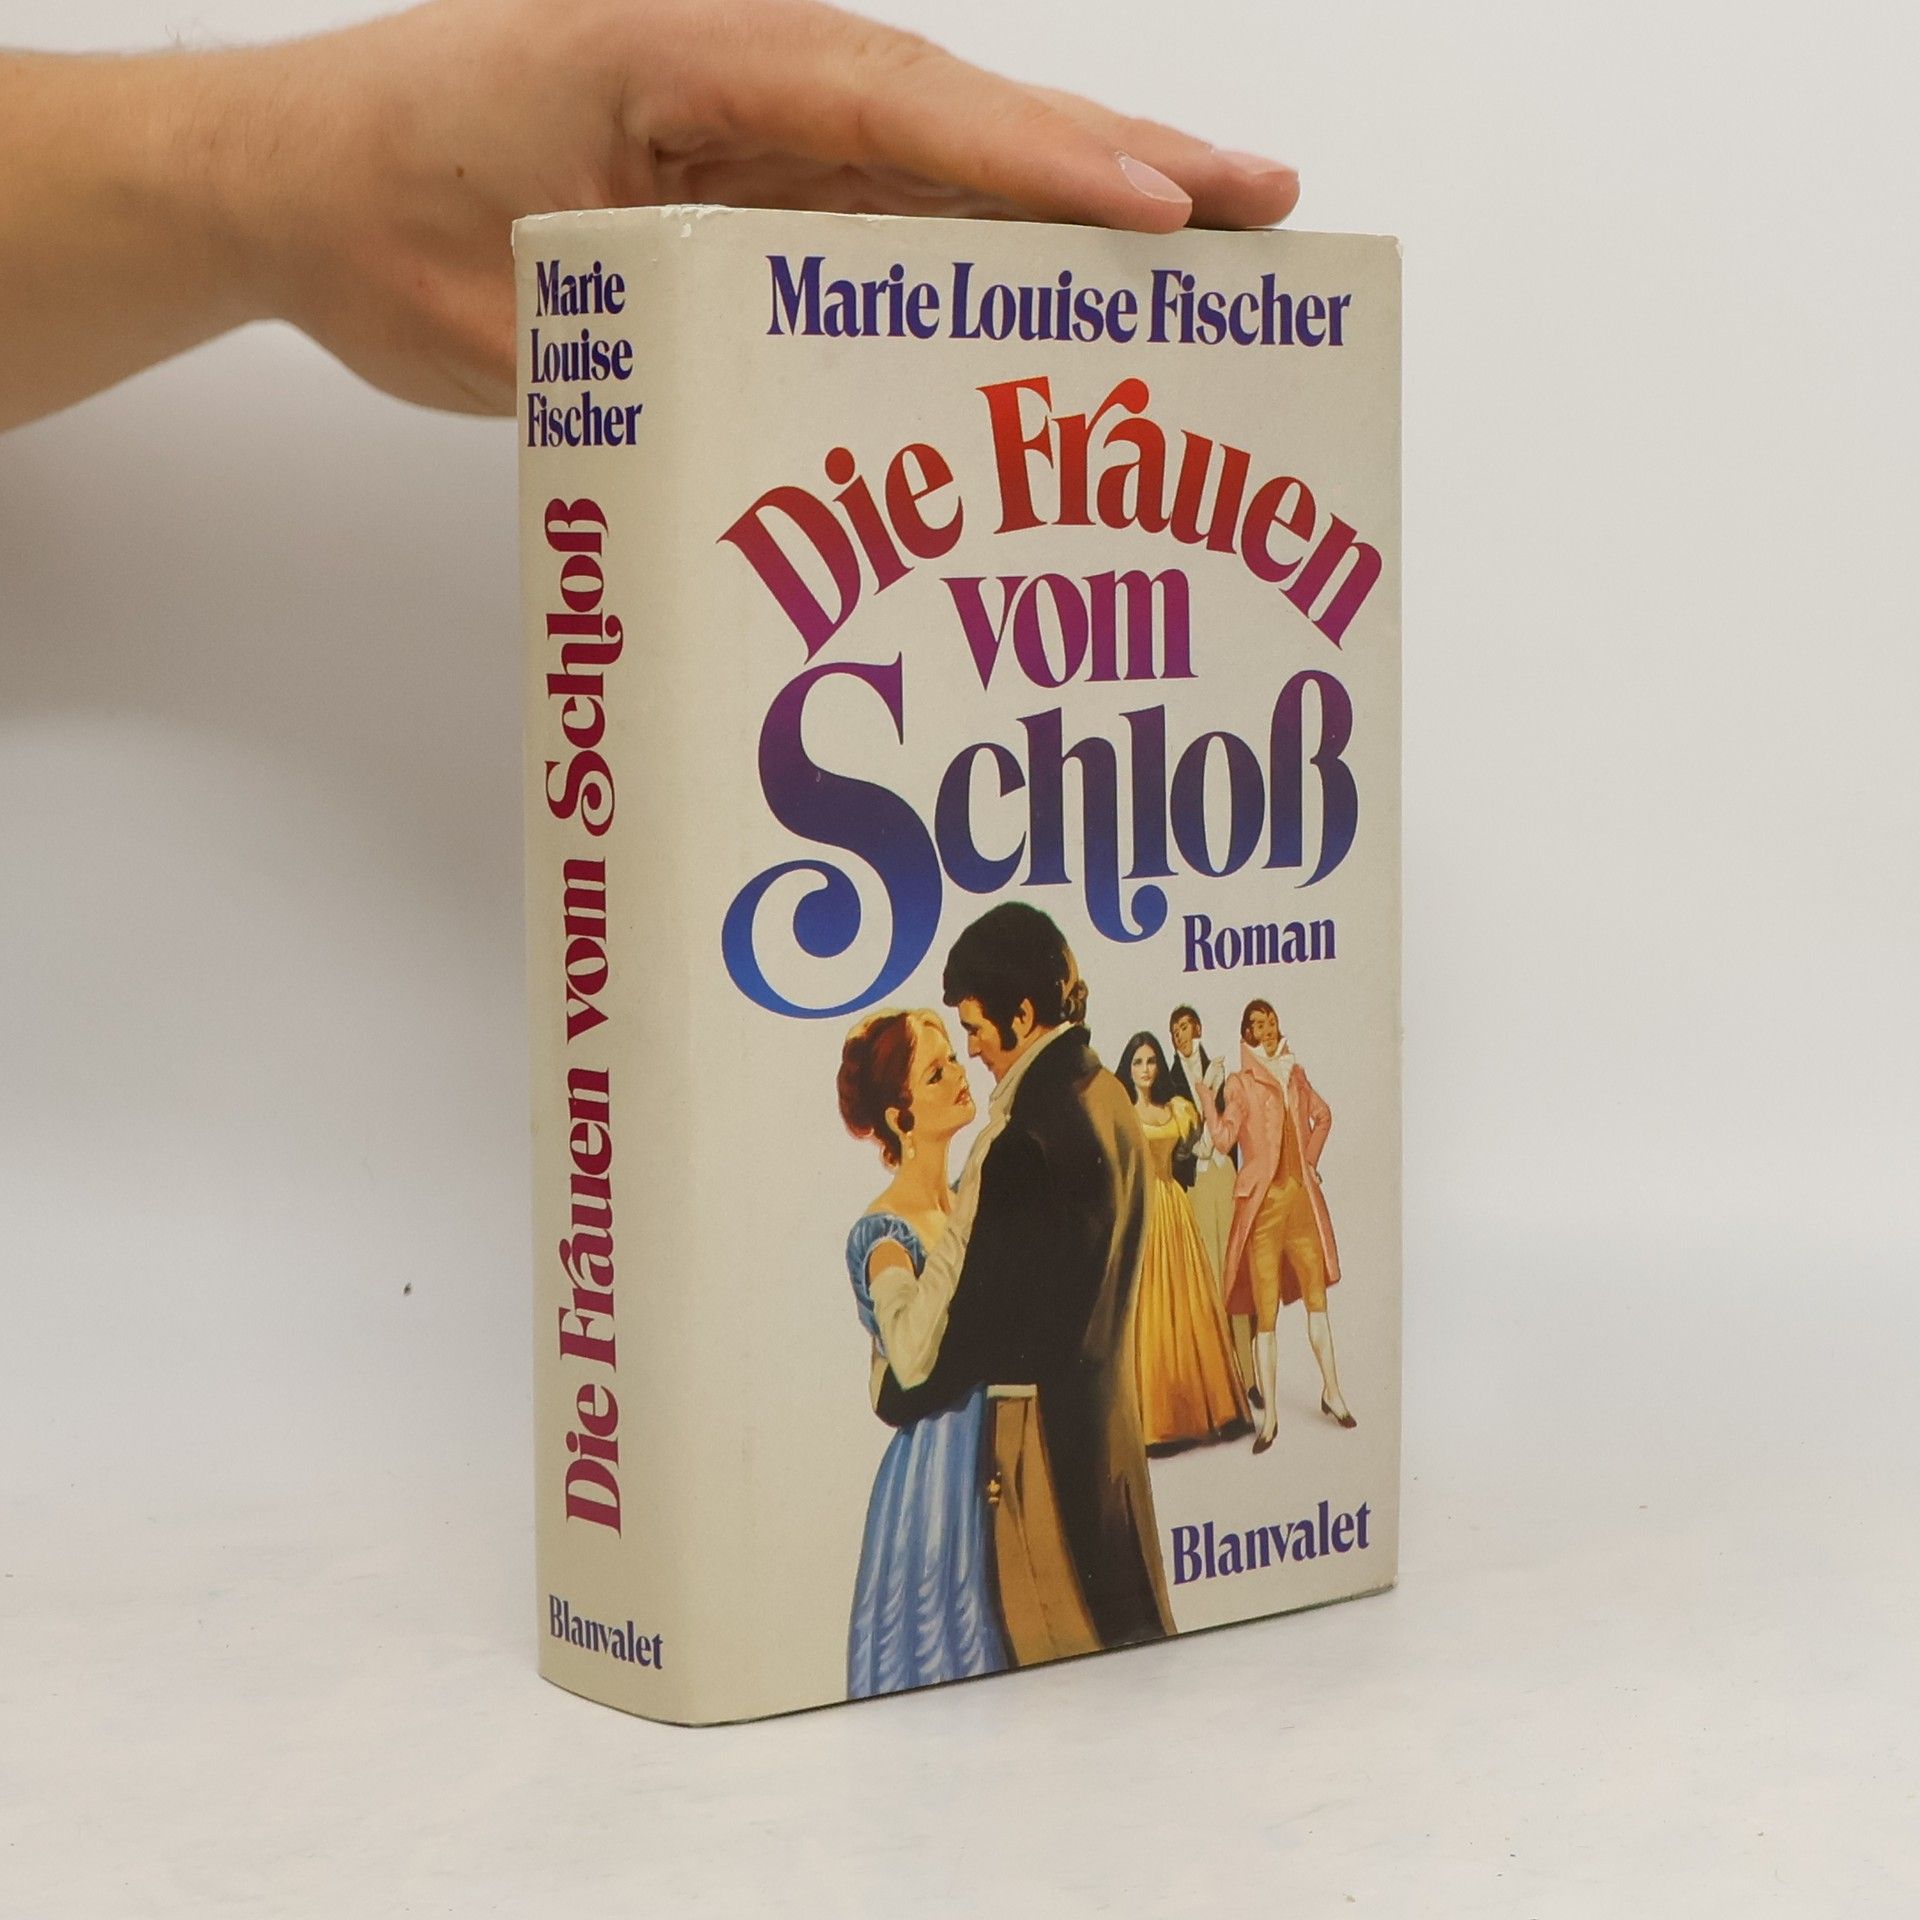 Marie
Louise
Fischer
Die Frauen vom Schloß
Blanvalet
Marie Louise Fischer
Die Frauen
vom
Schloß
Roman
Blanvalet